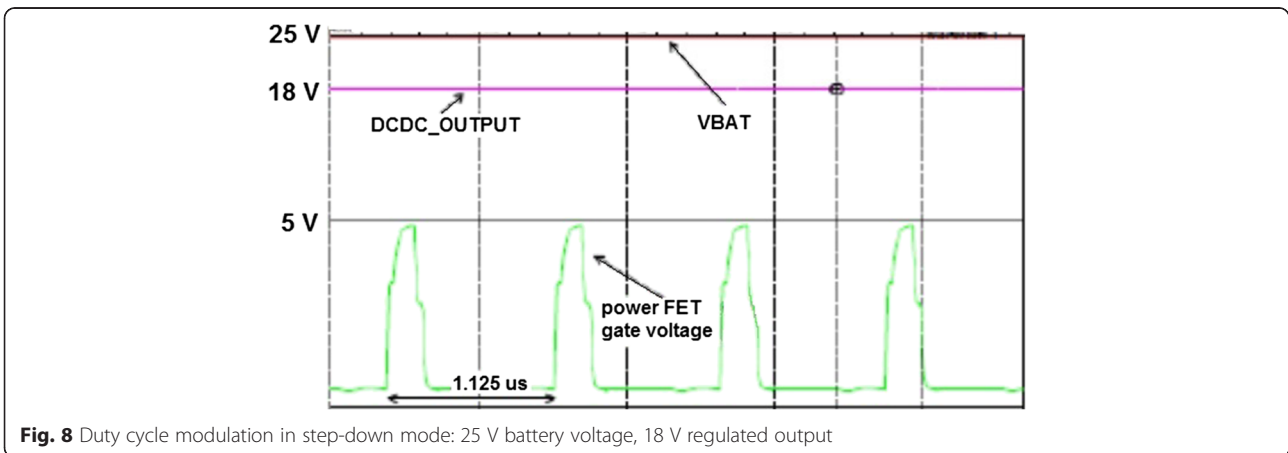 25 V
18 V
DCDC_OUTPUT
VBAT
5 V
power FET
gate voltage
1.125 us
Fig. 8 Duty cycle modulation in step-down mode: 25 V battery voltage, 18 V regulated output